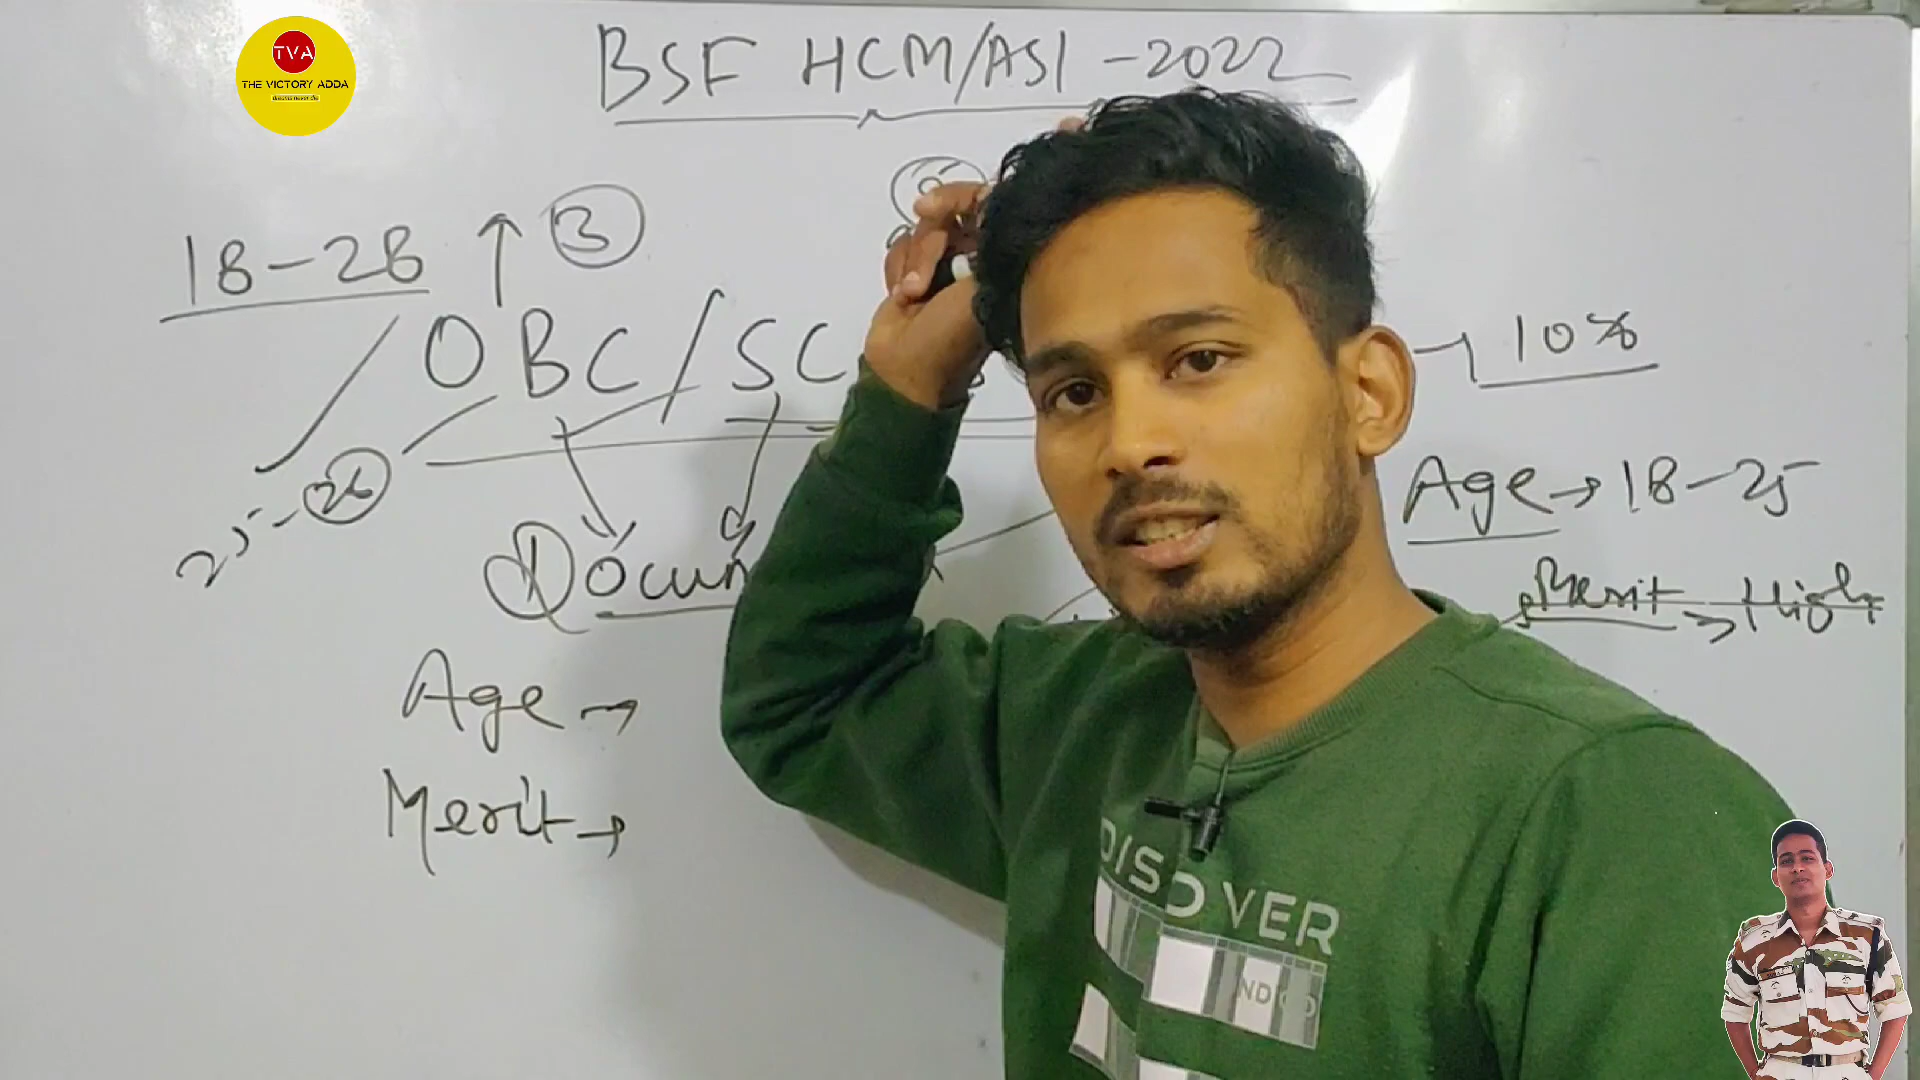 TVA
THE VICTORY ADDA
BSF HCM/ASI - 2022
18-28 ↑ 3
OBC / SC
10%
25-26
Age → 18-25
Docum
Merit → High
Age →
Merit →
DISCOVER